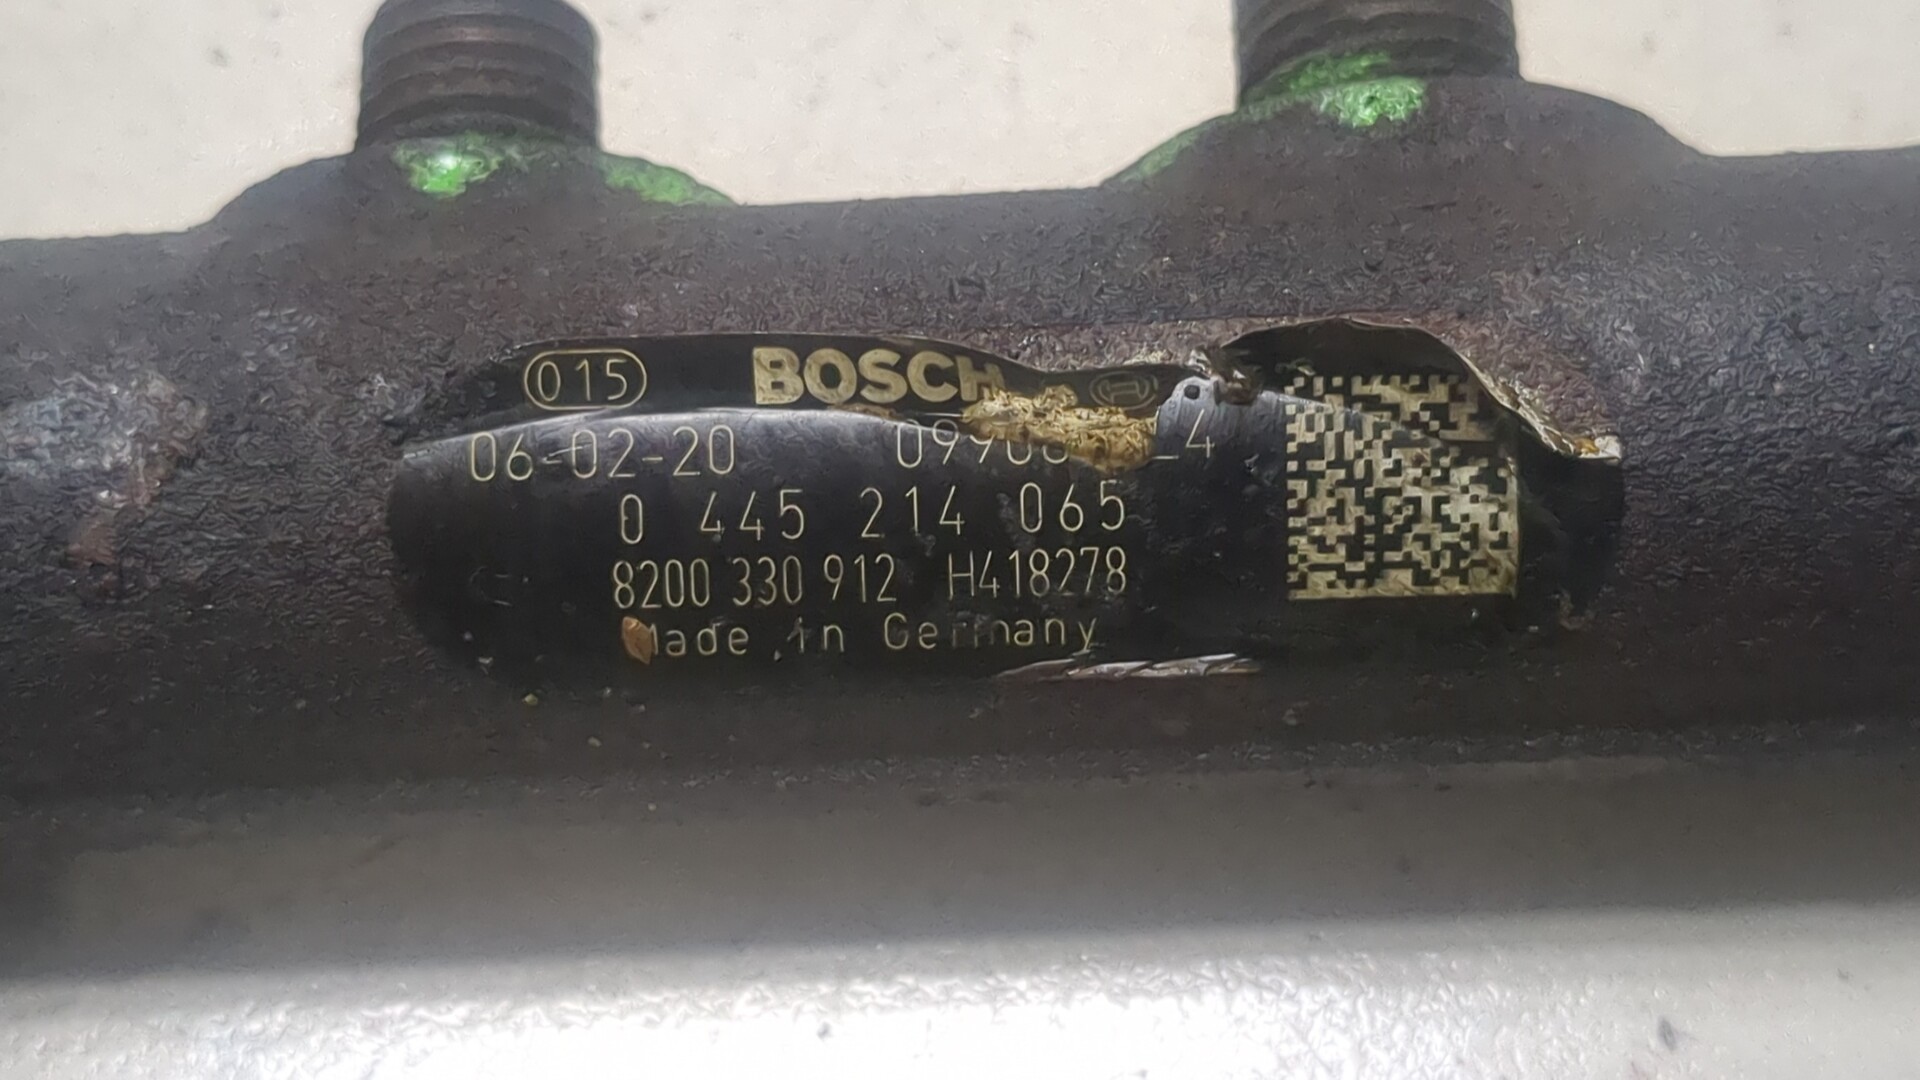 015 BOSCH
06-02-20
0 445 214 065
8200 330 912 H418278
Made in Germany